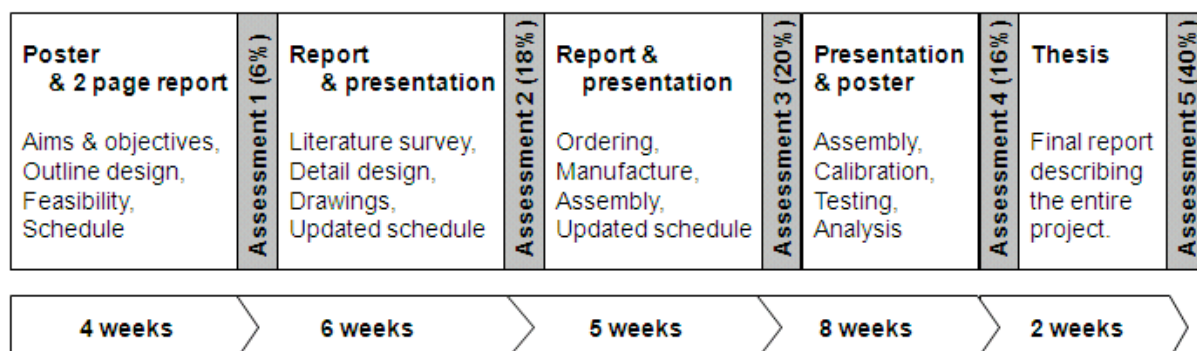 Poster
& 2 page report
Aims & objectives,
Outline design,
Feasibility,
Schedule
Assessment 1 (6%)
Report
& presentation
Literature survey,
Detail design,
Drawings,
Updated schedule
Assessment 2 (18%)
Report &
presentation
Ordering,
Manufacture,
Assembly,
Updated schedule
Assessment 3 (20%)
Presentation
& poster
Assembly,
Calibration,
Testing,
Analysis
Assessment 4 (16%)
Thesis
Final report
describing
the entire
project.
Assessment 5 (40%)
4 weeks
6 weeks
5 weeks
8 weeks
2 weeks